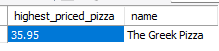 highest_priced_pizza name
35.95 The Greek Pizza